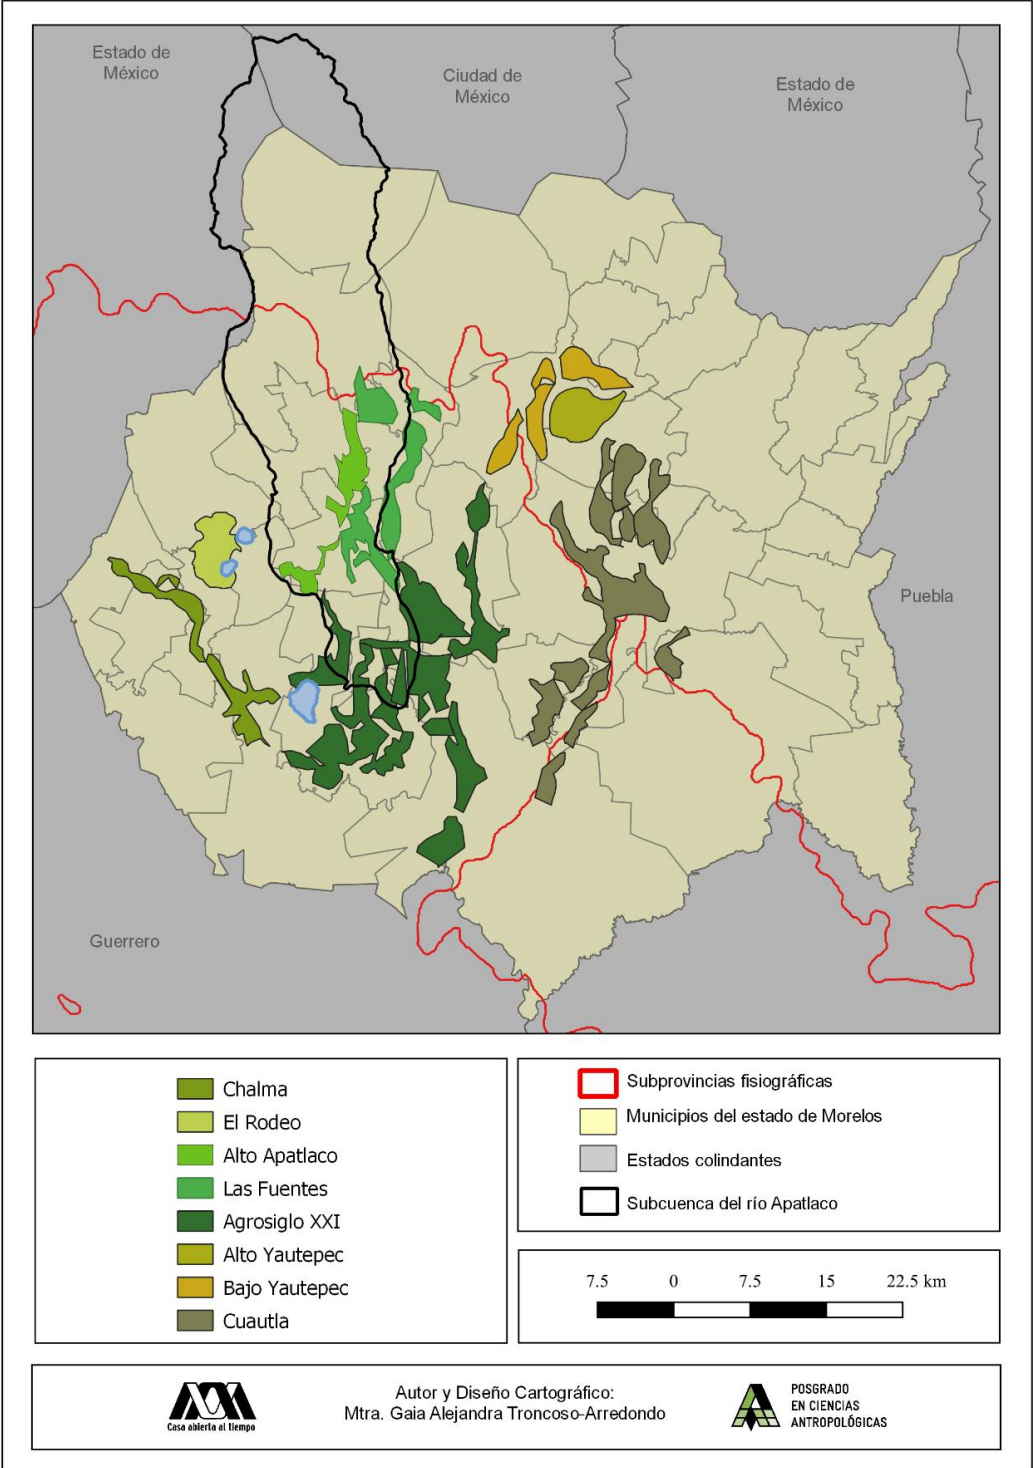 Estado de
México
Ciudad de
México
Estado de
México
Puebla
Guerrero
Chalma
El Rodeo
Alto Apatlaco
Las Fuentes
Agrosiglo XXI
Alto Yautepec
Bajo Yautepec
Cuautla
Subprovincias fisiográficas
Municipios del estado de Morelos
Estados colindantes
Subcuenca del río Apatlaco
7.5 0 7.5 15 22.5 km
Casa abierta al tiempo
Autor y Diseño Cartográfico:
Mtra. Gaia Alejandra Troncoso-Arredondo
POSGRADO
EN CIENCIAS
ANTROPOLÓGICAS